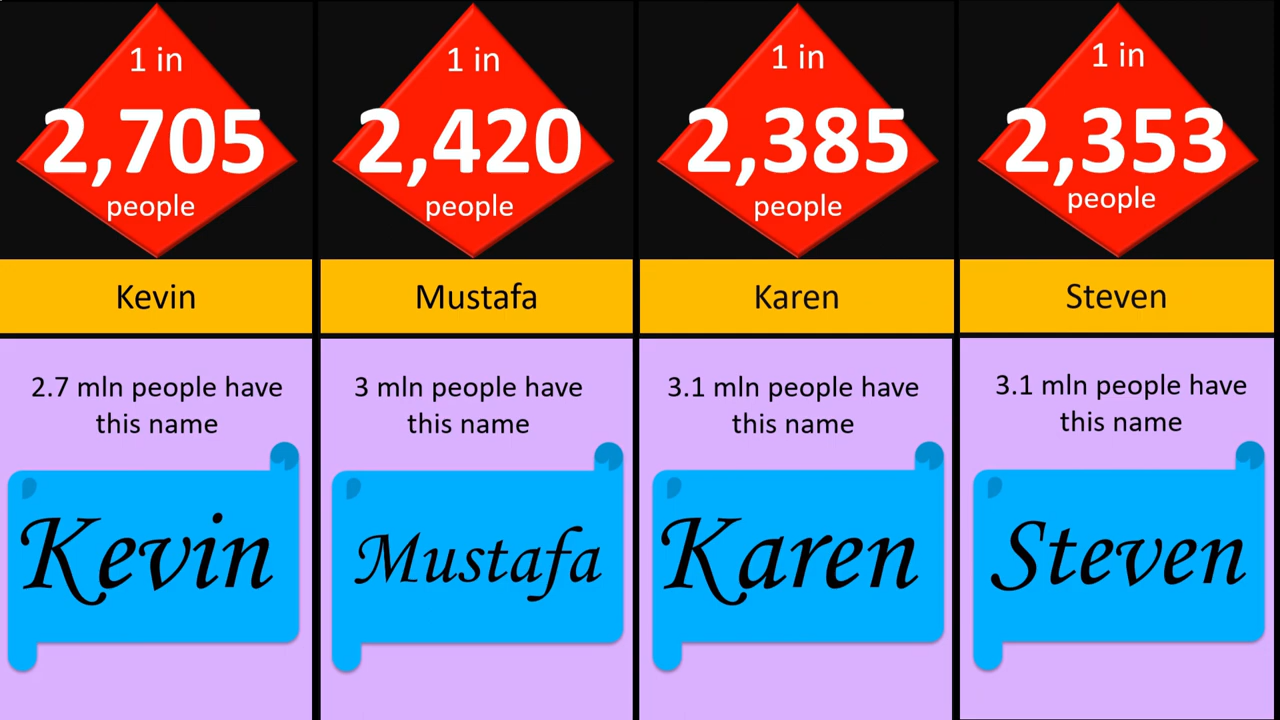 1 in
2,705
people
Kevin
2.7 mln people have
this name
Kevin
1 in
2,420
people
Mustafa
3 mln people have
this name
Mustafa
1 in
2,385
people
Karen
3.1 mln people have
this name
Karen
1 in
2,353
people
Steven
3.1 mln people have
this name
Steven